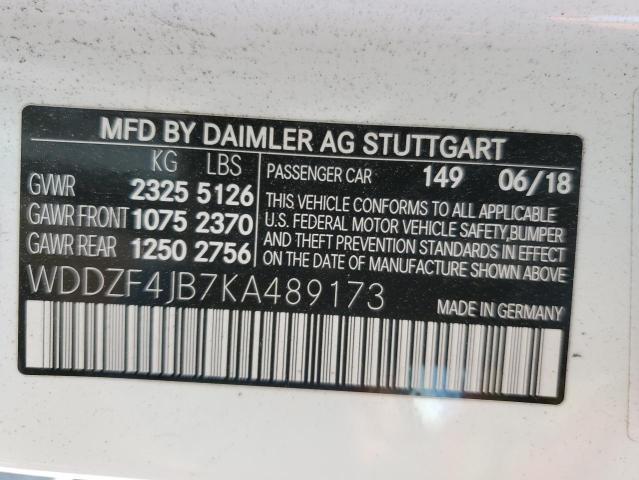 MFD BY DAIMLER AG STUTTGART
KG LBS
GVWR 2325 5126
GAWR FRONT 1075 2370
GAWR REAR 1250 2756
PASSENGER CAR 149 06/18
THIS VEHICLE CONFORMS TO ALL APPLICABLE
U.S. FEDERAL MOTOR VEHICLE SAFETY, BUMPER
AND THEFT PREVENTION STANDARDS IN EFFECT
ON THE DATE OF MANUFACTURE SHOWN ABOVE.
WDDZF4JB7KA489173
MADE IN GERMANY